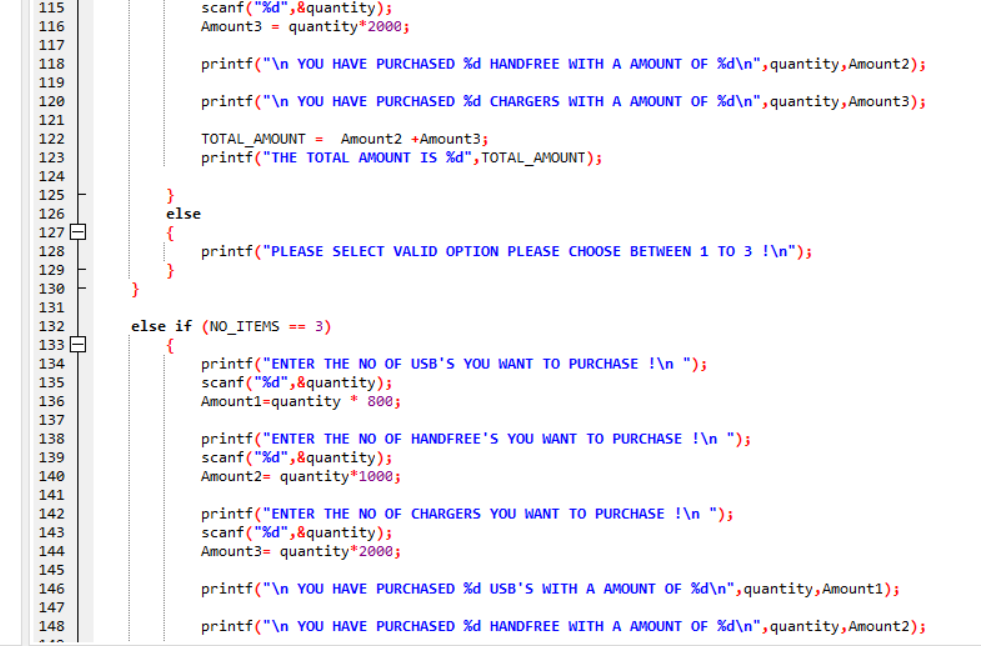 115 scanf("%d",&quantity);
116 Amount3 = quantity*2000;
117
118 printf("\n YOU HAVE PURCHASED %d HANDFREE WITH A AMOUNT OF %d\n",quantity,Amount2);
119
120 printf("\n YOU HAVE PURCHASED %d CHARGERS WITH A AMOUNT OF %d\n",quantity,Amount3);
121
122 TOTAL_AMOUNT =  Amount2 +Amount3;
123 printf("THE TOTAL AMOUNT IS %d",TOTAL_AMOUNT);
124
125 }
126 else
127 {
128 printf("PLEASE SELECT VALID OPTION PLEASE CHOOSE BETWEEN 1 TO 3 !\n");
129 }
130 }
131
132 else if (NO_ITEMS == 3)
133 {
134 printf("ENTER THE NO OF USB'S YOU WANT TO PURCHASE !\n ");
135 scanf("%d",&quantity);
136 Amount1=quantity * 800;
137
138 printf("ENTER THE NO OF HANDFREE'S YOU WANT TO PURCHASE !\n ");
139 scanf("%d",&quantity);
140 Amount2= quantity*1000;
141
142 printf("ENTER THE NO OF CHARGERS YOU WANT TO PURCHASE !\n ");
143 scanf("%d",&quantity);
144 Amount3= quantity*2000;
145
146 printf("\n YOU HAVE PURCHASED %d USB'S WITH A AMOUNT OF %d\n",quantity,Amount1);
147
148 printf("\n YOU HAVE PURCHASED %d HANDFREE WITH A AMOUNT OF %d\n",quantity,Amount2);